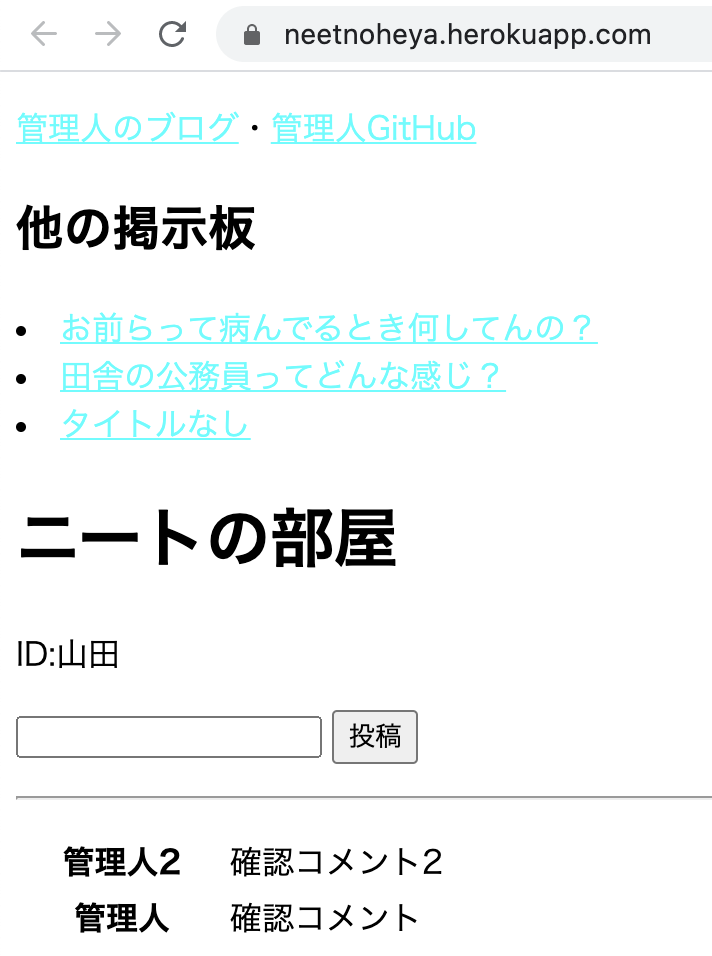 neetnoheya.herokuapp.com
管理人のブログ・管理人GitHub
他の掲示板
お前らって病んでるとき何してんの？
田舎の公務員ってどんな感じ？
タイトルなし
ニートの部屋
ID:山田
投稿
管理人2 確認コメント2
管理人 確認コメント